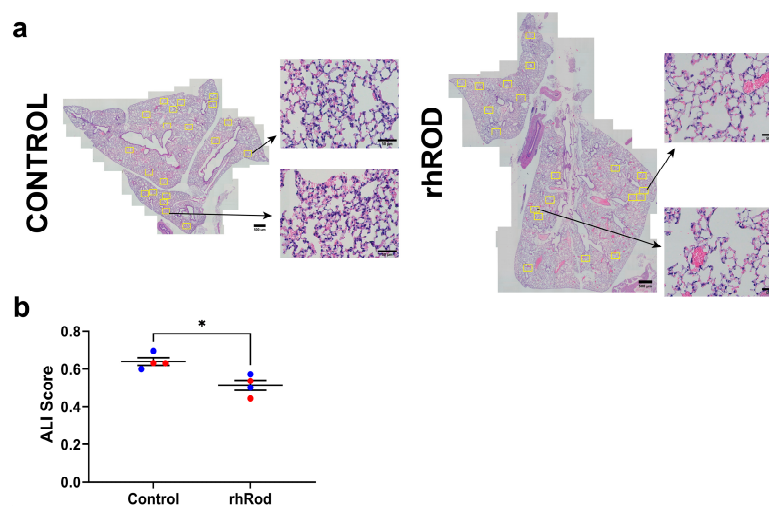 a
CONTROL
rhROD
b
*
ALI Score
0.8
0.6
0.4
0.2
0.0
Control
rhRod